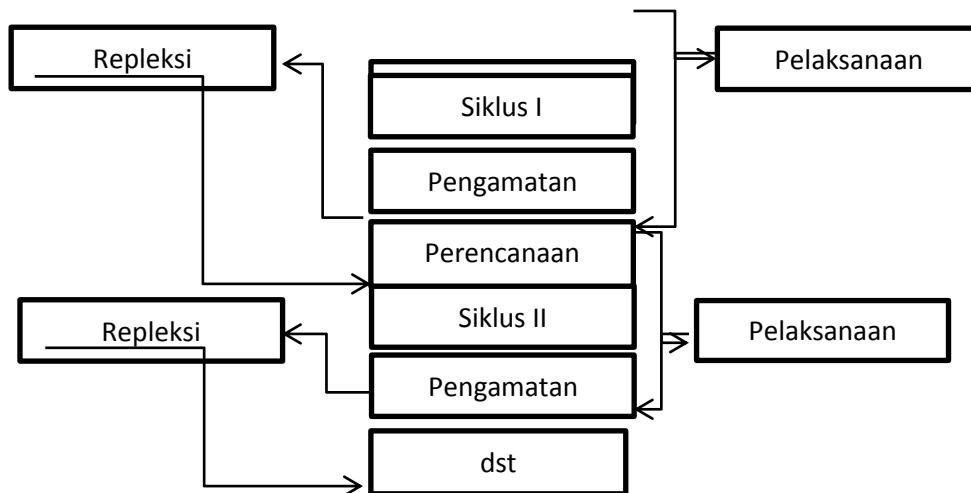 Repleksi
Pelaksanaan
Siklus I
Pengamatan
Perencanaan
Siklus II
Repleksi
Pelaksanaan
Pengamatan
dst